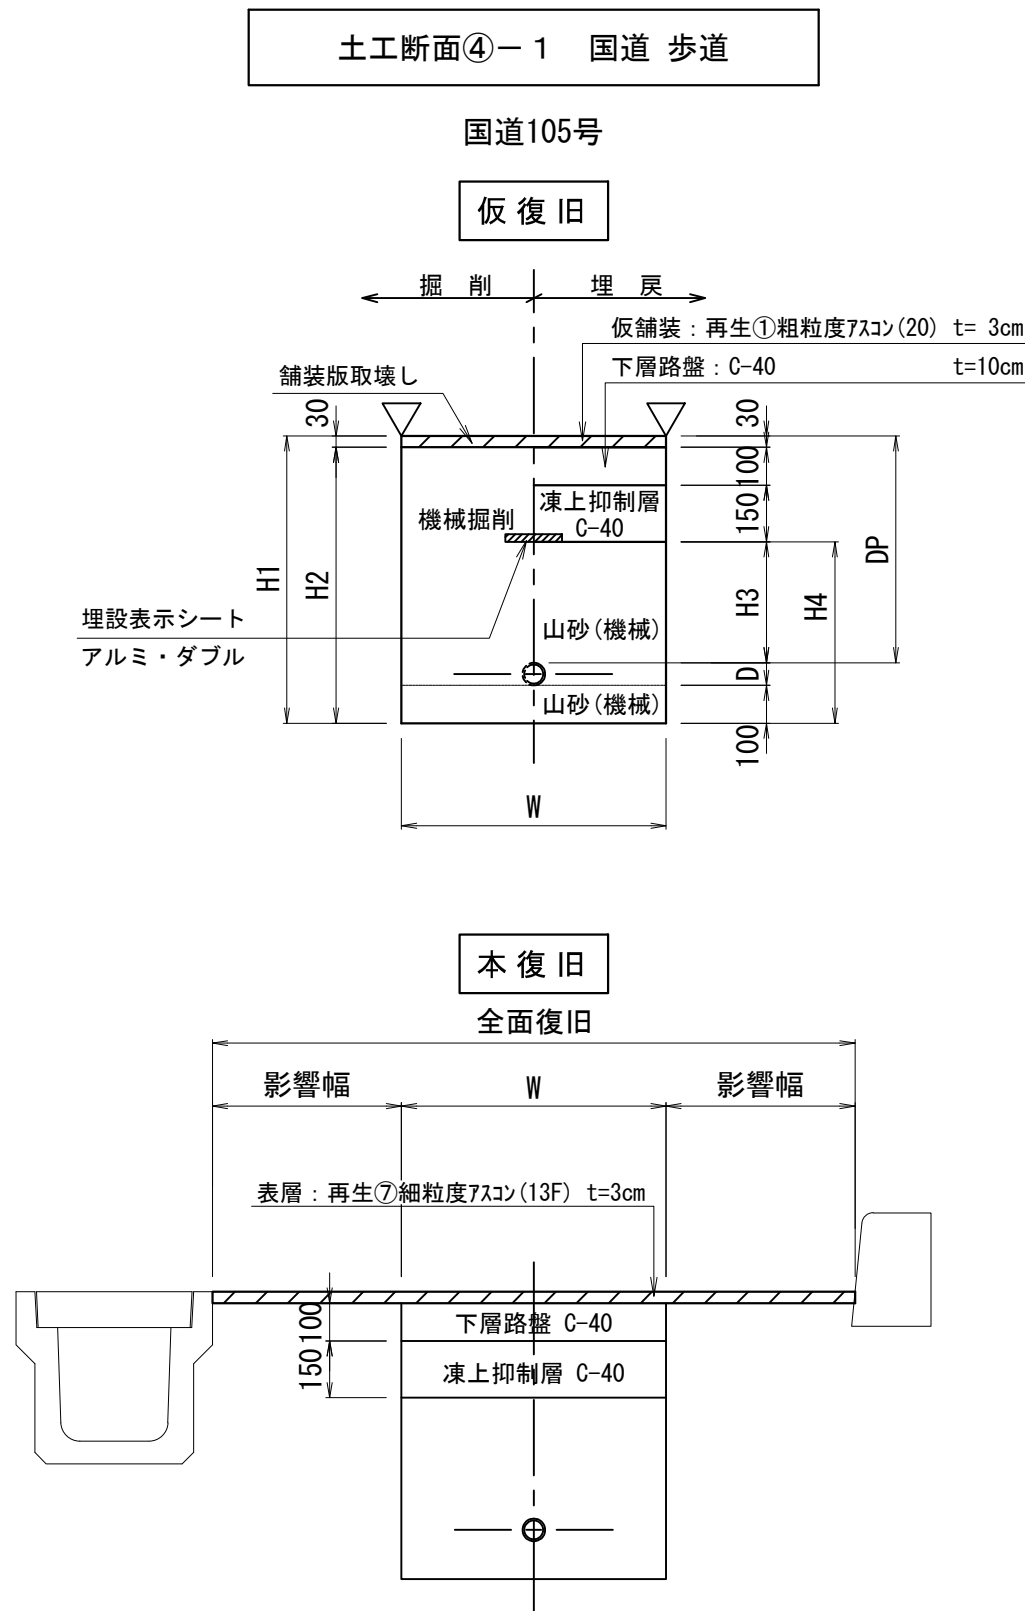 土工断面④－１　国道 歩道
国道105号
仮復旧
掘　削
埋　戻
仮舗装：再生①粗粒度ｱｽｺﾝ(20) t= 3cm
下層路盤：C-40 t=10cm
舗装版取壊し
30
30
100
150
凍上抑制層
C-40
機械掘削
DP
H1
H2
H3
H4
埋設表示シート
アルミ・ダブル
山砂(機械)
D
山砂(機械)
100
W
本復旧
全面復旧
影響幅
W
影響幅
表層：再生⑦細粒度ｱｽｺﾝ(13F) t=3cm
100
下層路盤 C-40
150
凍上抑制層 C-40